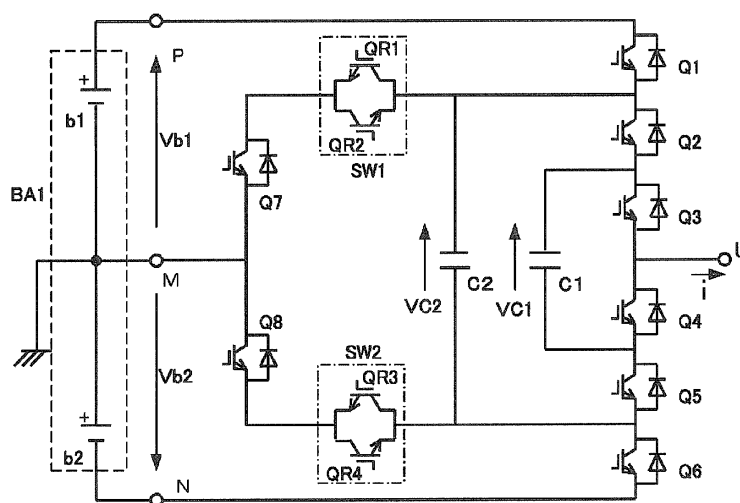 P
QR1
Q1
+
b1
Vb1
QR2
SW1
Q2
BA1
Q7
Q3
U
M
VC2
C2
VC1
C1
i
Q8
Q4
SW2
Vb2
QR3
Q5
+
b2
N
QR4
Q6